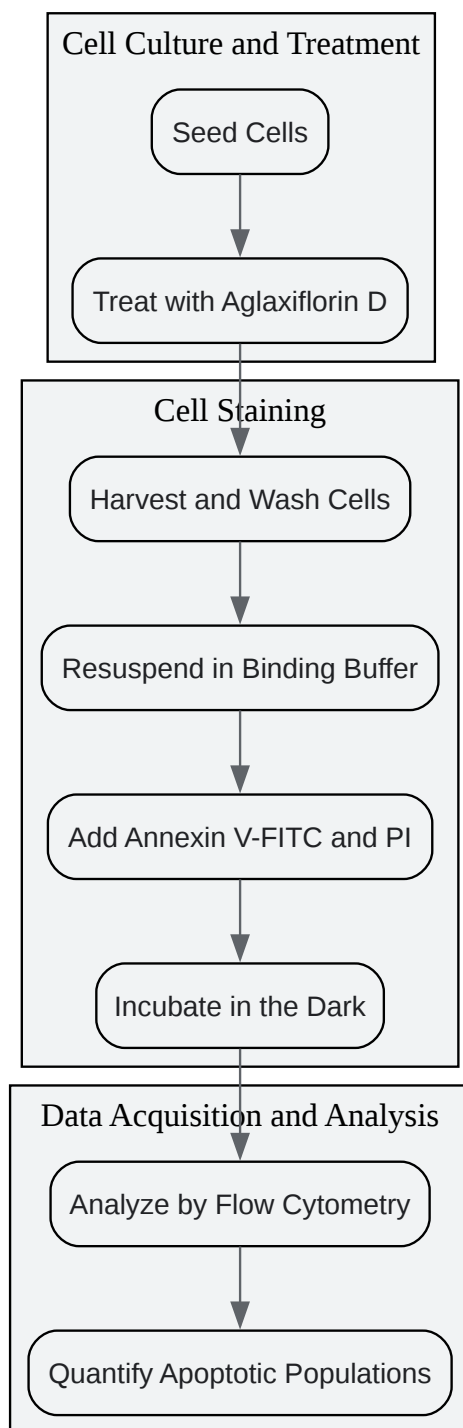 Cell Culture and Treatment
Seed Cells
Treat with Aglaxiflorin D
Cell Staining
Harvest and Wash Cells
Resuspend in Binding Buffer
Add Annexin V-FITC and PI
Incubate in the Dark
Data Acquisition and Analysis
Analyze by Flow Cytometry
Quantify Apoptotic Populations